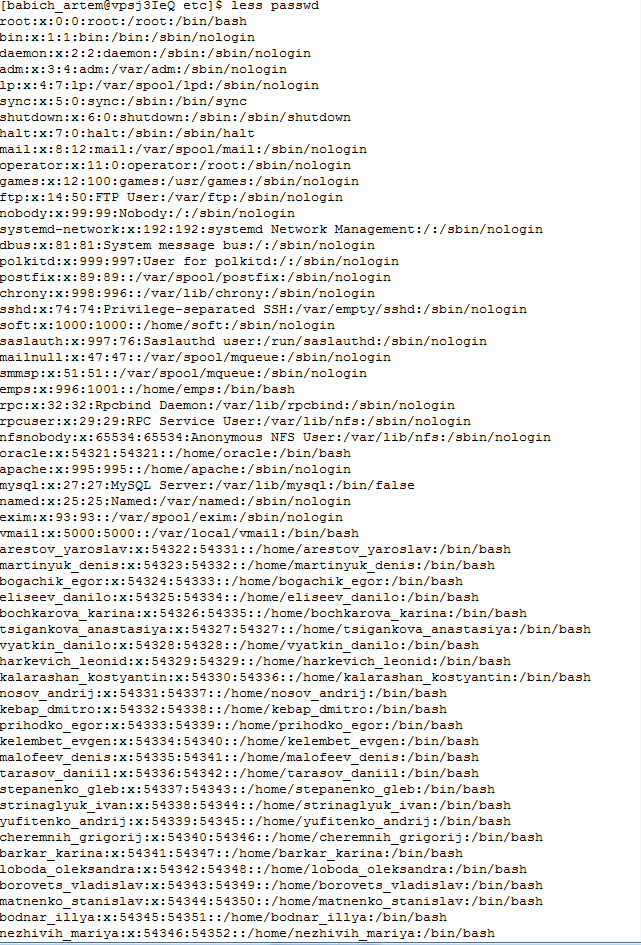 [babich_artem@vpsj3IeQ etc]$ less passwd
root:x:0:0:root:/root:/bin/bash
bin:x:1:1:bin:/bin:/sbin/nologin
daemon:x:2:2:daemon:/sbin:/sbin/nologin
adm:x:3:4:adm:/var/adm:/sbin/nologin
lp:x:4:7:lp:/var/spool/lpd:/sbin/nologin
sync:x:5:0:sync:/sbin:/bin/sync
shutdown:x:6:0:shutdown:/sbin:/sbin/shutdown
halt:x:7:0:halt:/sbin:/sbin/halt
mail:x:8:12:mail:/var/spool/mail:/sbin/nologin
operator:x:11:0:operator:/root:/sbin/nologin
games:x:12:100:games:/usr/games:/sbin/nologin
ftp:x:14:50:FTP User:/var/ftp:/sbin/nologin
nobody:x:99:99:Nobody:/:/sbin/nologin
systemd-network:x:192:192:systemd Network Management:/:/sbin/nologin
dbus:x:81:81:System message bus:/:/sbin/nologin
polkitd:x:999:997:User for polkitd:/:/sbin/nologin
postfix:x:89:89::/var/spool/postfix:/sbin/nologin
chrony:x:998:996::/var/lib/chrony:/sbin/nologin
sshd:x:74:74:Privilege-separated SSH:/var/empty/sshd:/sbin/nologin
soft:x:1000:1000::/home/soft:/sbin/nologin
saslauth:x:997:76:Saslauthd user:/run/saslauthd:/sbin/nologin
mailnull:x:47:47::/var/spool/mqueue:/sbin/nologin
smmsp:x:51:51::/var/spool/mqueue:/sbin/nologin
emps:x:996:1001::/home/emps:/bin/bash
rpc:x:32:32:Rpcbind Daemon:/var/lib/rpcbind:/sbin/nologin
rpcuser:x:29:29:RPC Service User:/var/lib/nfs:/sbin/nologin
nfsnobody:x:65534:65534:Anonymous NFS User:/var/lib/nfs:/sbin/nologin
oracle:x:54321:54321::/home/oracle:/bin/bash
apache:x:995:995::/home/apache:/sbin/nologin
mysql:x:27:27:MySQL Server:/var/lib/mysql:/bin/false
named:x:25:25:Named:/var/named:/sbin/nologin
exim:x:93:93::/var/spool/exim:/sbin/nologin
vmail:x:5000:5000::/var/local/vmail:/bin/bash
arestov_yaroslav:x:54322:54331::/home/arestov_yaroslav:/bin/bash
martinyuk_denis:x:54323:54332::/home/martinyuk_denis:/bin/bash
bogachik_egor:x:54324:54333::/home/bogachik_egor:/bin/bash
eliseev_danilo:x:54325:54334::/home/eliseev_danilo:/bin/bash
bochkarova_karina:x:54326:54335::/home/bochkarova_karina:/bin/bash
tsigankova_anastasiya:x:54327:54327::/home/tsigankova_anastasiya:/bin/bash
vyatkin_danilo:x:54328:54328::/home/vyatkin_danilo:/bin/bash
harkevich_leonid:x:54329:54329::/home/harkevich_leonid:/bin/bash
kalarashan_kostyantin:x:54330:54336::/home/kalarashan_kostyantin:/bin/bash
nosov_andrij:x:54331:54337::/home/nosov_andrij:/bin/bash
kebap_dmitro:x:54332:54338::/home/kebap_dmitro:/bin/bash
prihodko_egor:x:54333:54339::/home/prihodko_egor:/bin/bash
kelembet_evgen:x:54334:54340::/home/kelembet_evgen:/bin/bash
malofeev_denis:x:54335:54341::/home/malofeev_denis:/bin/bash
tarasov_daniil:x:54336:54342::/home/tarasov_daniil:/bin/bash
stepanenko_gleb:x:54337:54343::/home/stepanenko_gleb:/bin/bash
strinaglyuk_ivan:x:54338:54344::/home/strinaglyuk_ivan:/bin/bash
yufitenko_andrij:x:54339:54345::/home/yufitenko_andrij:/bin/bash
cheremnih_grigorij:x:54340:54346::/home/cheremnih_grigorij:/bin/bash
barkar_karina:x:54341:54347::/home/barkar_karina:/bin/bash
loboda_oleksandra:x:54342:54348::/home/loboda_oleksandra:/bin/bash
borovets_vladislav:x:54343:54349::/home/borovets_vladislav:/bin/bash
matnenko_stanislav:x:54344:54350::/home/matnenko_stanislav:/bin/bash
bodnar_illya:x:54345:54351::/home/bodnar_illya:/bin/bash
nezhivih_mariya:x:54346:54352::/home/nezhivih_mariya:/bin/bash